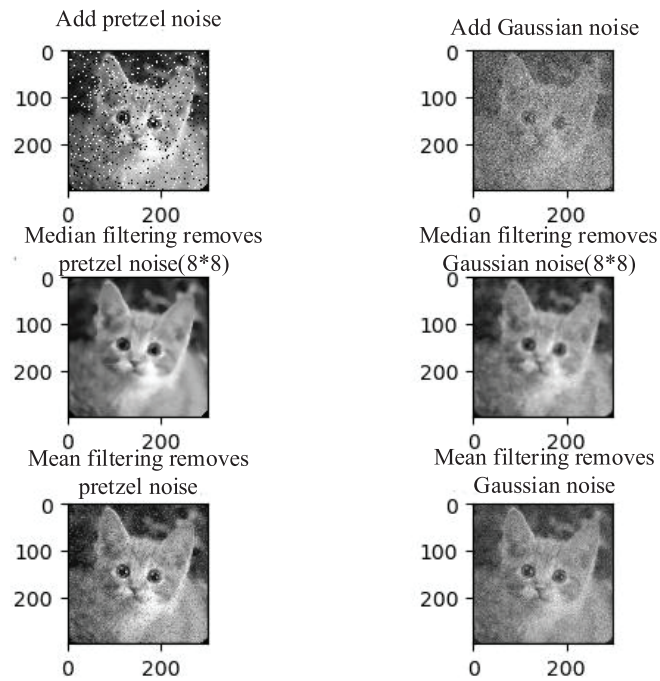 Add pretzel noise
0
100
200
0 200
Add Gaussian noise
0
100
200
0 200
Median filtering removes
pretzel noise(8*8)
0
100
200
0 200
Median filtering removes
Gaussian noise(8*8)
0
100
200
0 200
Mean filtering removes
pretzel noise
0
100
200
0 200
Mean filtering removes
Gaussian noise
0
100
200
0 200